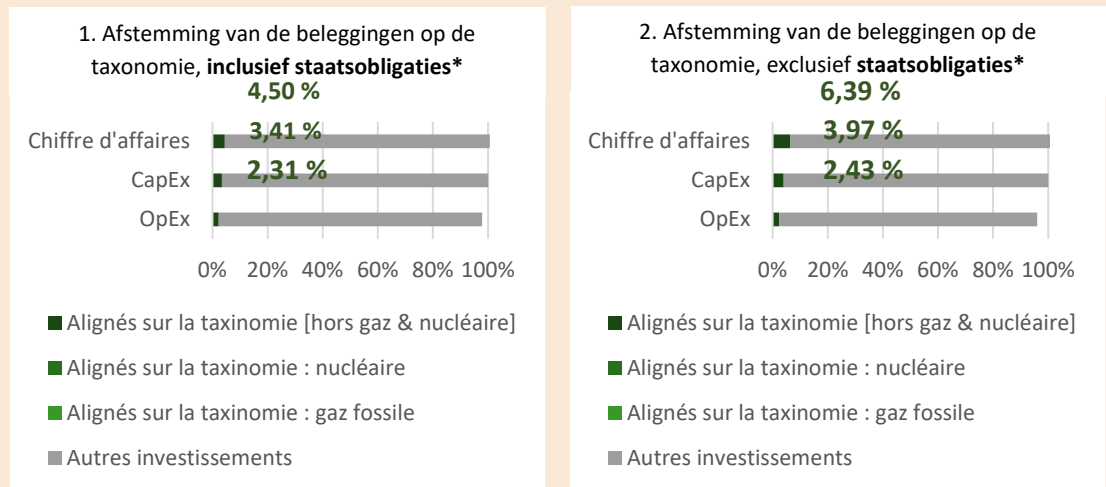 1. Afstemming van de beleggingen op de
taxonomie, inclusief staatsobligaties*
4,50 %
Chiffre d'affaires
3,41 %
CapEx
2,31 %
OpEx
0% 20% 40% 60% 80% 100%
Alignés sur la taxinomie [hors gaz & nucléaire]
Alignés sur la taxinomie : nucléaire
Alignés sur la taxinomie : gaz fossile
Autres investissements
2. Afstemming van de beleggingen op de
taxonomie, exclusief staatsobligaties*
6,39 %
Chiffre d'affaires
3,97 %
CapEx
2,43 %
OpEx
0% 20% 40% 60% 80% 100%
Alignés sur la taxinomie [hors gaz & nucléaire]
Alignés sur la taxinomie : nucléaire
Alignés sur la taxinomie : gaz fossile
Autres investissements